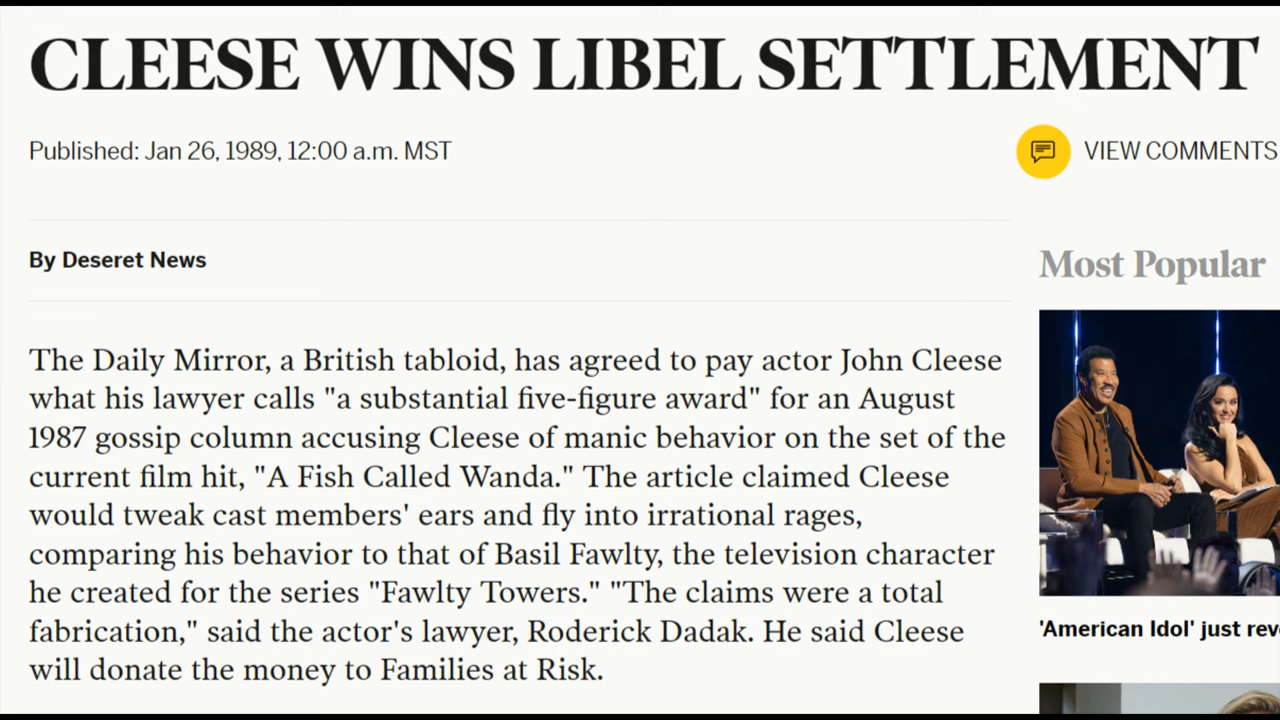 CLEESE WINS LIBEL SETTLEMENT
Published: Jan 26, 1989, 12:00 a.m. MST
VIEW COMMENTS
By Deseret News
The Daily Mirror, a British tabloid, has agreed to pay actor John Cleese
what his lawyer calls "a substantial five-figure award" for an August
1987 gossip column accusing Cleese of manic behavior on the set of the
current film hit, "A Fish Called Wanda." The article claimed Cleese
would tweak cast members' ears and fly into irrational rages,
comparing his behavior to that of Basil Fawlty, the television character
he created for the series "Fawlty Towers." "The claims were a total
fabrication," said the actor's lawyer, Roderick Dadak. He said Cleese
will donate the money to Families at Risk.
Most Popular
'American Idol' just rev